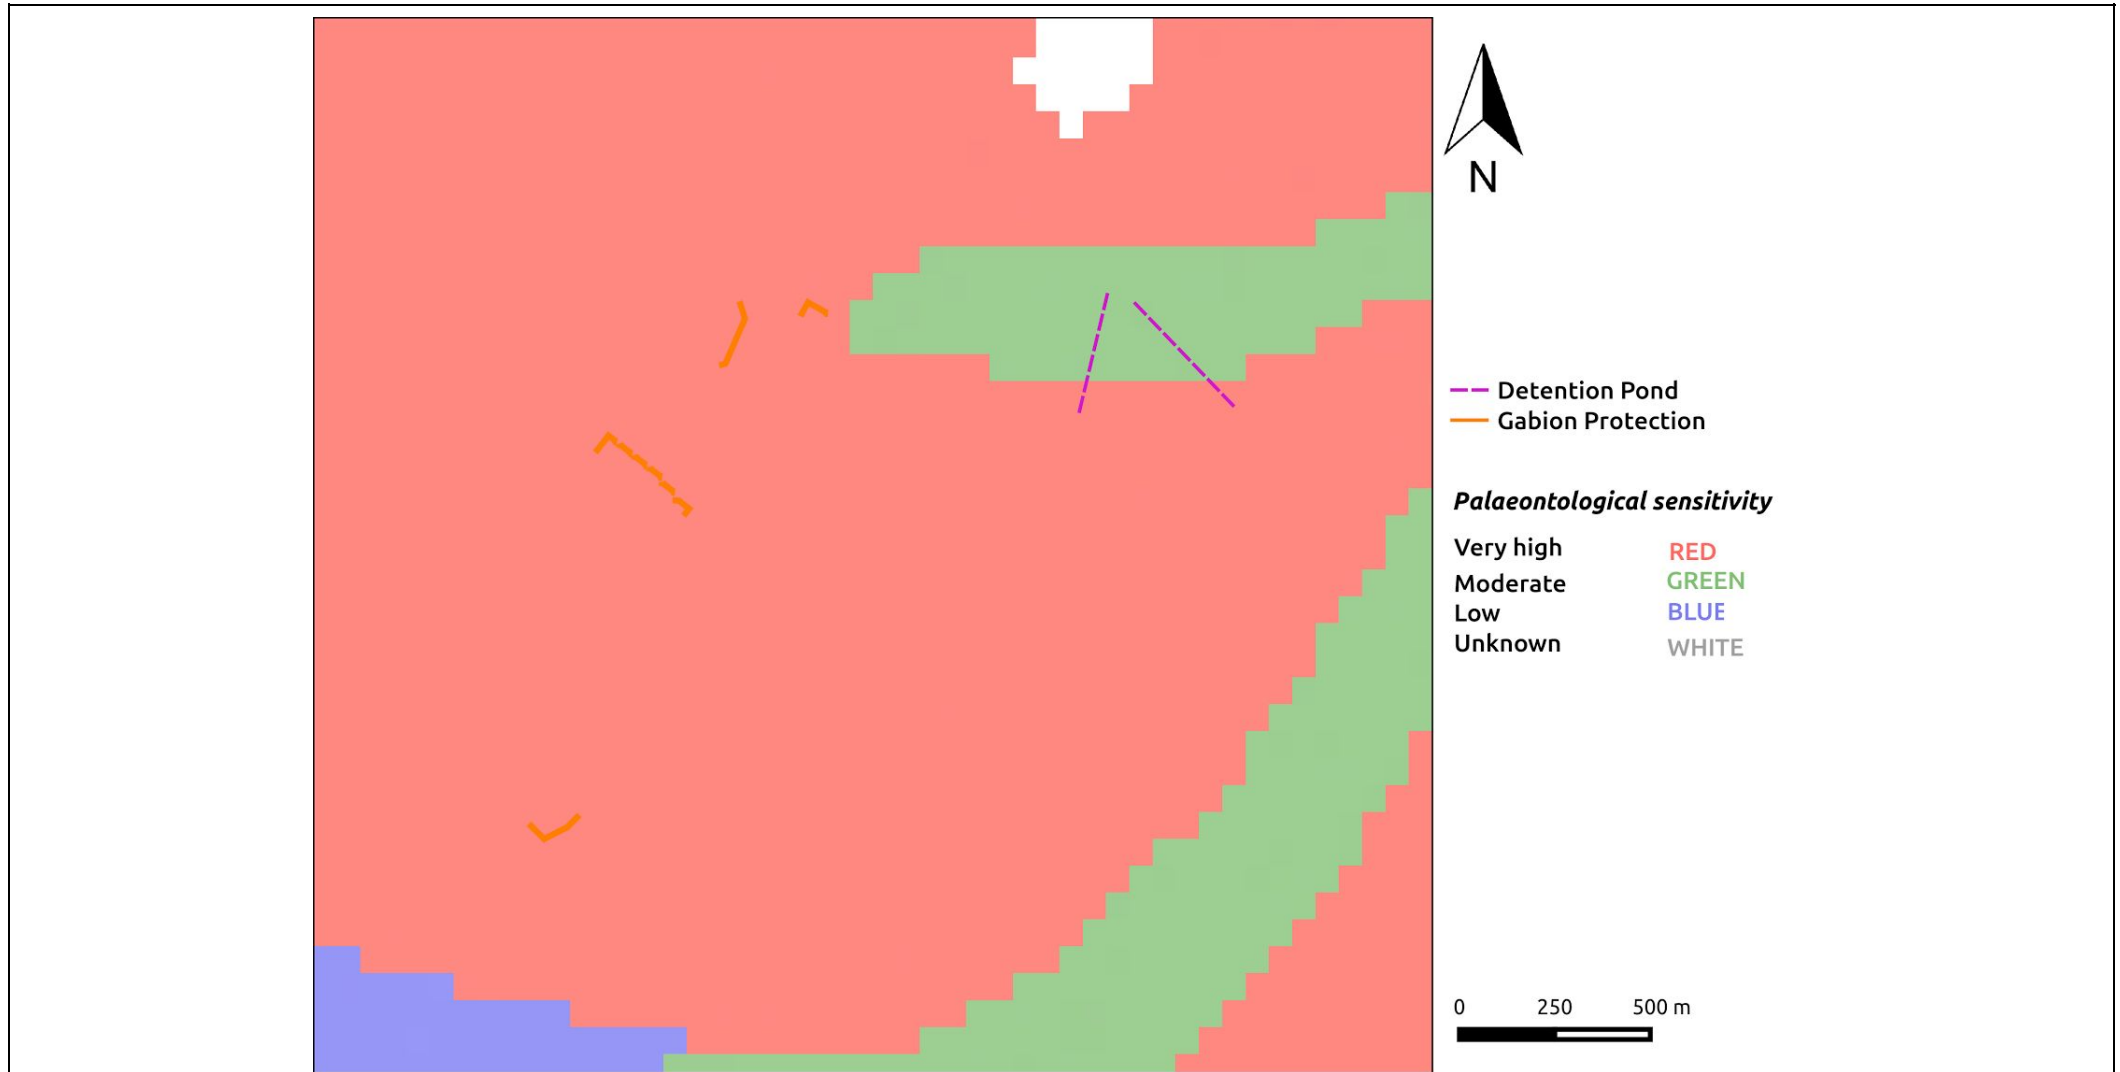 N
Detention Pond
Gabion Protection
Palaeontological sensitivity
Very high RED
Moderate GREEN
Low BLUE
Unknown WHITE
0 250 500 m